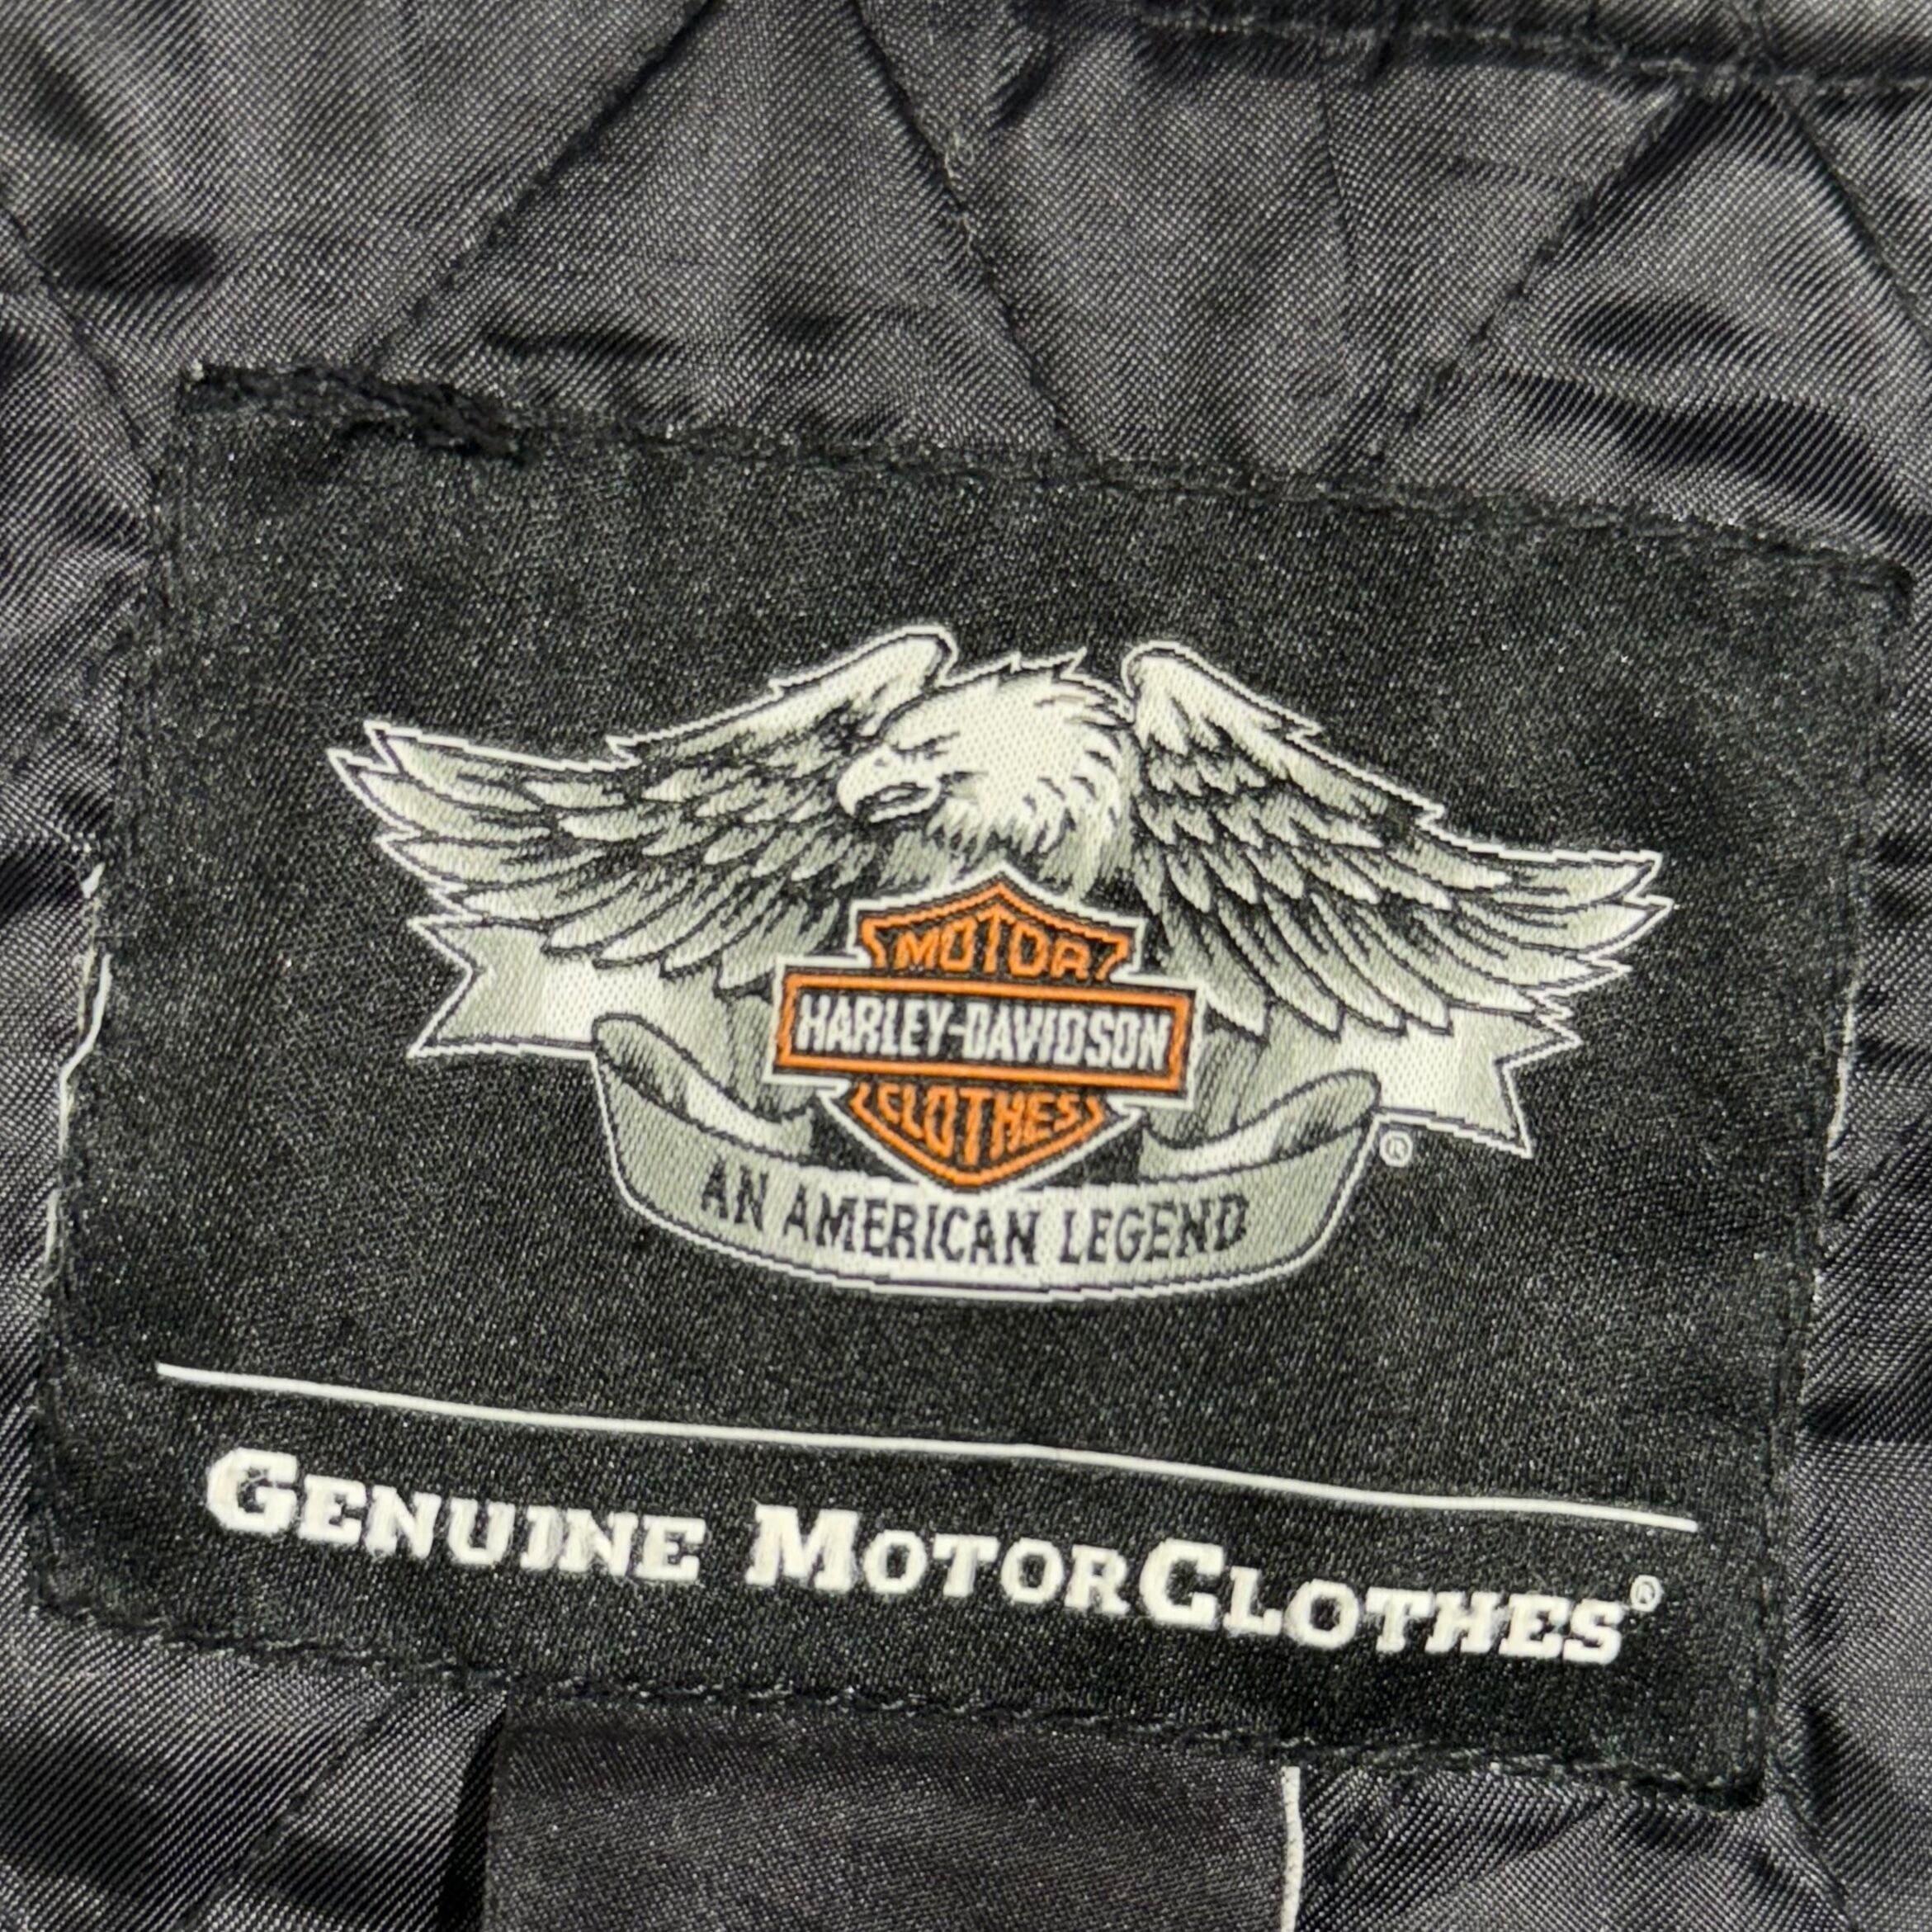 MOTOR
HARLEY-DAVIDSON
CLOTHES
®
AN AMERICAN LEGEND
GENUINE MOTORCLOTHES®